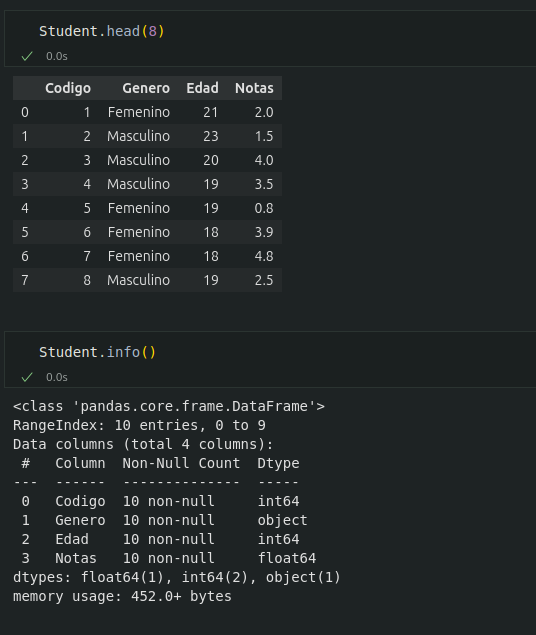 Student.head(8)
0.0s
Codigo Genero Edad Notas
0 1 Femenino 21 2.0
1 2 Masculino 23 1.5
2 3 Masculino 20 4.0
3 4 Masculino 19 3.5
4 5 Femenino 19 0.8
5 6 Femenino 18 3.9
6 7 Femenino 18 4.8
7 8 Masculino 19 2.5
Student.info()
0.0s
<class 'pandas.core.frame.DataFrame'>
RangeIndex: 10 entries, 0 to 9
Data columns (total 4 columns):
 #   Column  Non-Null Count  Dtype
---  ------  --------------  -----
 0   Codigo  10 non-null     int64
 1   Genero  10 non-null     object
 2   Edad    10 non-null     int64
 3   Notas   10 non-null     float64
dtypes: float64(1), int64(2), object(1)
memory usage: 452.0+ bytes